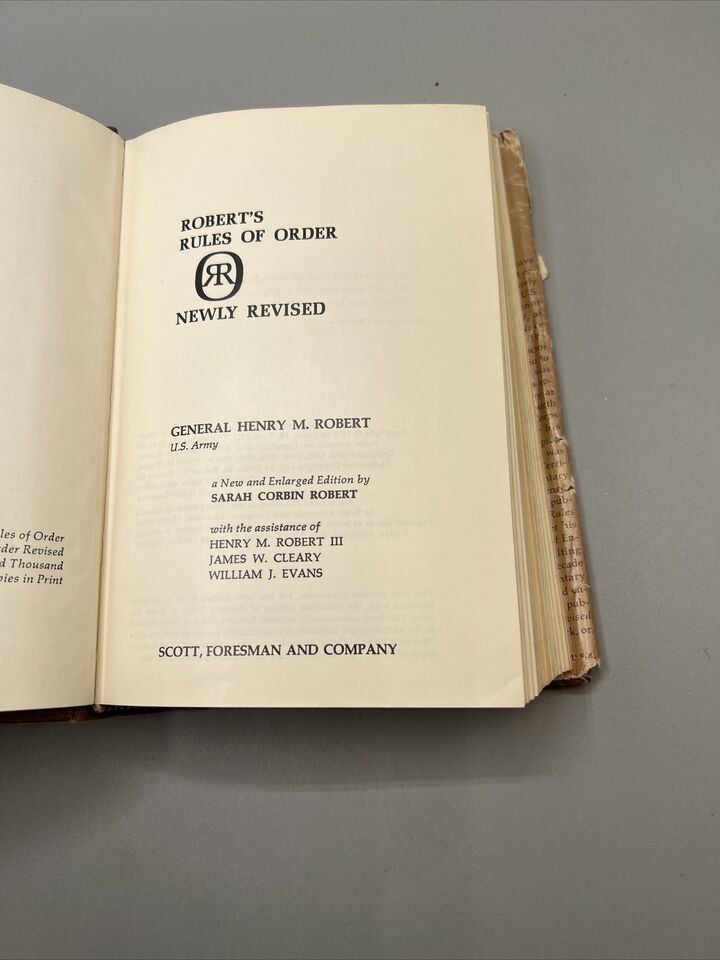 les of Order
der Revised
d Thousand
pies in Print
ROBERT'S
RULES OF ORDER
RR
NEWLY REVISED
GENERAL HENRY M. ROBERT
U.S. Army
a New and Enlarged Edition by
SARAH CORBIN ROBERT
with the assistance of
HENRY M. ROBERT III
JAMES W. CLEARY
WILLIAM J. EVANS
SCOTT, FORESMAN AND COMPANY